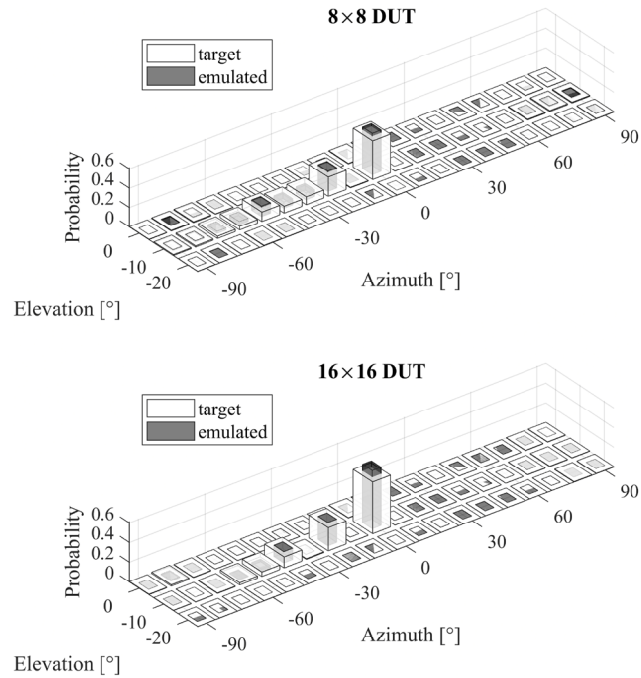 8×8 DUT
target
emulated
Probability
0.6
0.4
0.2
0
0
-10
-20
Elevation [°]
-90
-60
-30
0
30
60
90
Azimuth [°]
16×16 DUT
target
emulated
Probability
0.6
0.4
0.2
0
0
-10
-20
Elevation [°]
-90
-60
-30
0
30
60
90
Azimuth [°]